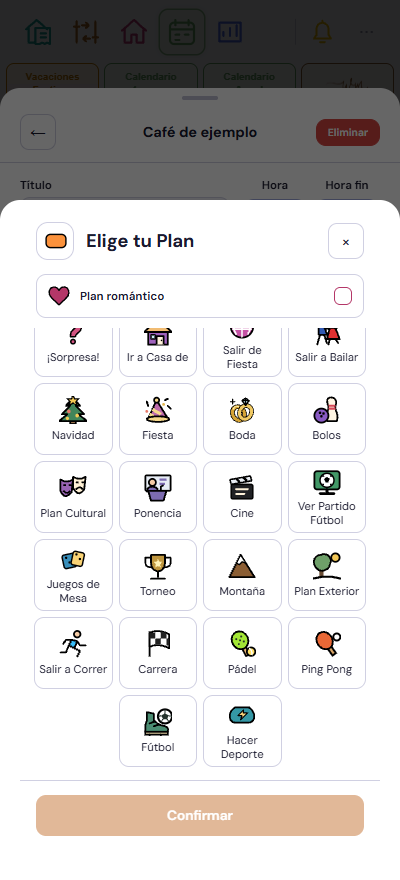 Vacaciones
Calendario
Calendario
←
Café de ejemplo
Eliminar
Título
Hora
Hora fin
Elige tu Plan
×
Plan romántico
¡Sorpresa!
Ir a Casa de
Salir de
Fiesta
Salir a Bailar
Navidad
Fiesta
Boda
Bolos
Plan Cultural
Ponencia
Cine
Ver Partido
Fútbol
Juegos de
Mesa
Torneo
Montaña
Plan Exterior
Salir a Correr
Carrera
Pádel
Ping Pong
Fútbol
Hacer
Deporte
Confirmar